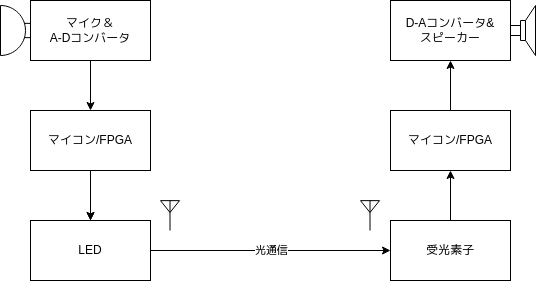 マイク＆
A-Dコンバータ
D-Aコンバータ&
スピーカー
マイコン/FPGA
マイコン/FPGA
LED
光通信
受光素子